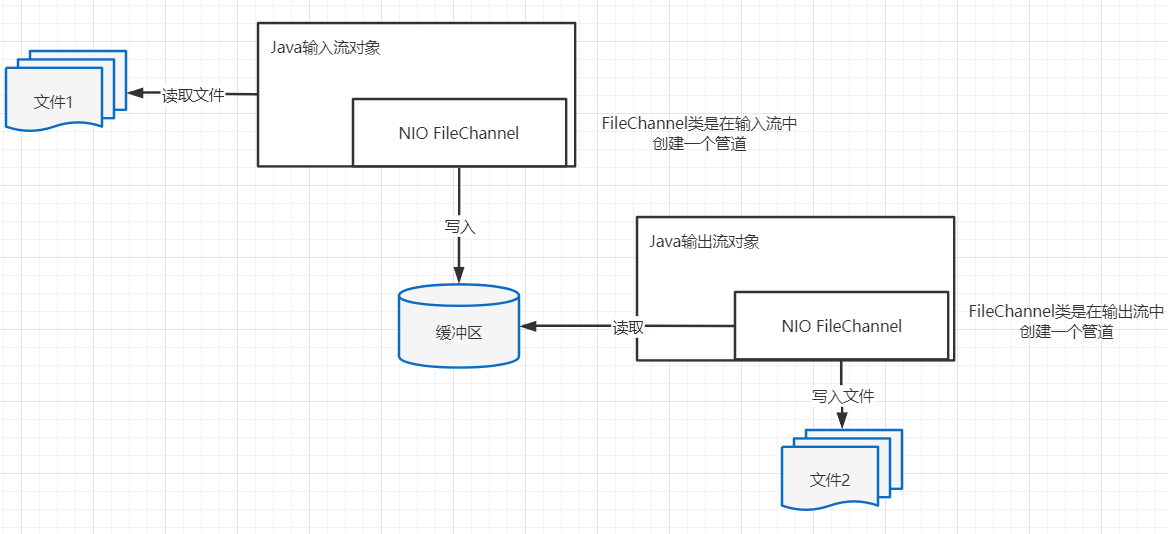 Java输入流对象
文件1
读取文件
NIO FileChannel
FileChannel类是在输入流中
创建一个管道
写入
Java输出流对象
缓冲区
读取
NIO FileChannel
FileChannel类是在输出流中
创建一个管道
写入文件
文件2